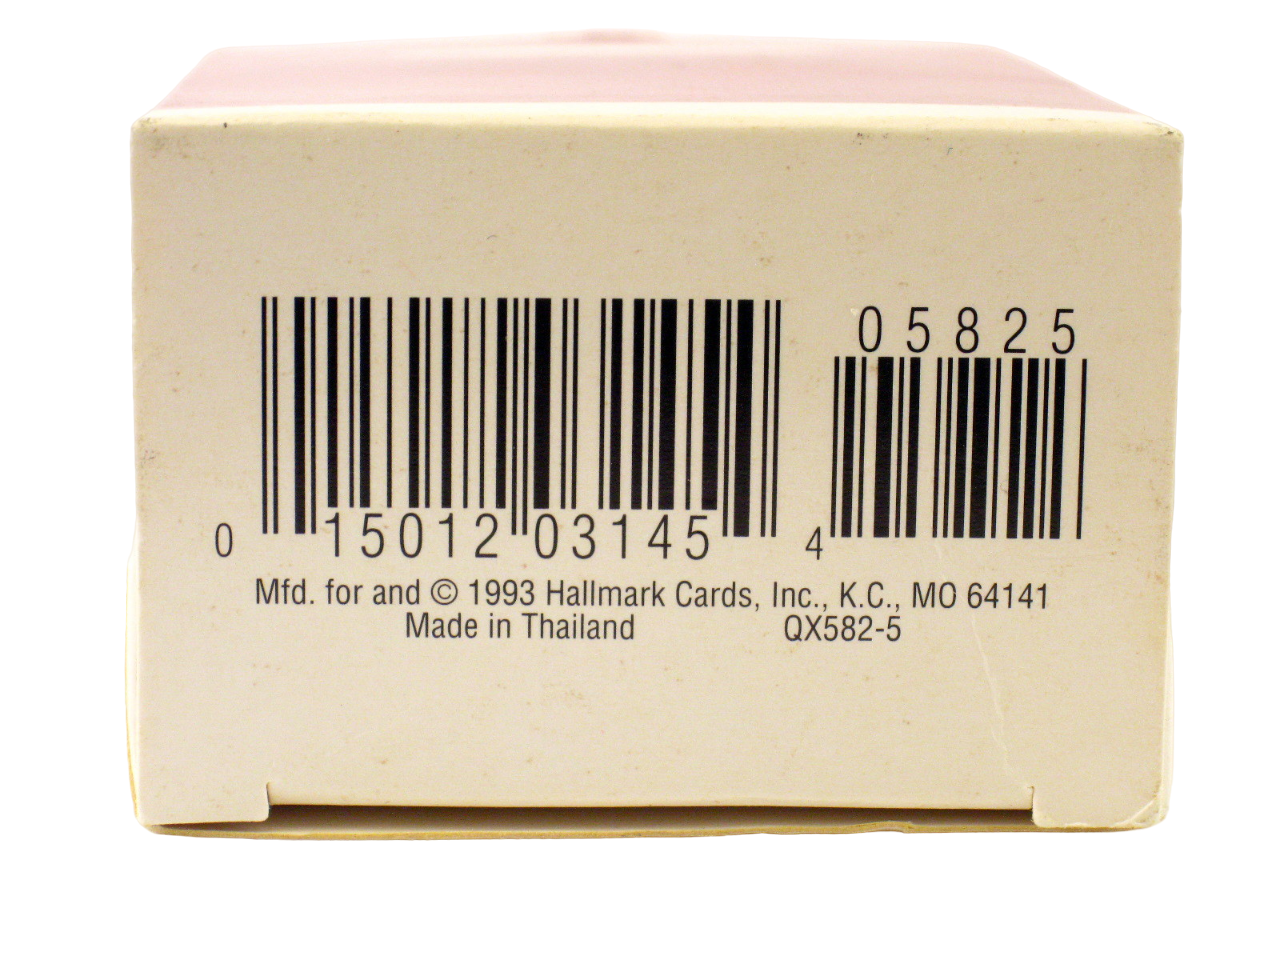 05825
0 15012 03145 4
Mfd. for and © 1993 Hallmark Cards, Inc., K.C., MO 64141
Made in Thailand QX582-5